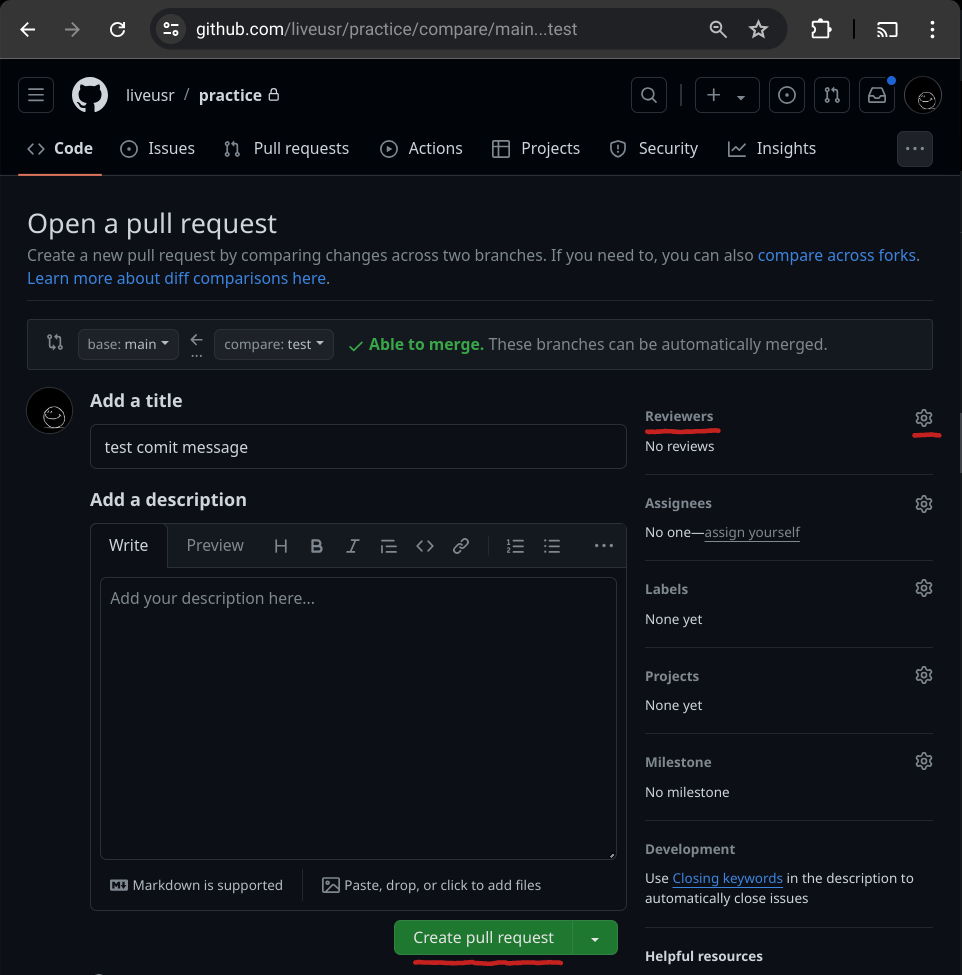 github.com/liveusr/practice/compare/main...test
liveusr / practice
Code Issues Pull requests Actions Projects Security Insights
Open a pull request
Create a new pull request by comparing changes across two branches. If you need to, you can also compare across forks.
Learn more about diff comparisons here.
base: main compare: test Able to merge. These branches can be automatically merged.
Add a title
test comit message
Add a description
Write Preview
Add your description here...
Markdown is supported Paste, drop, or click to add files
Create pull request
Reviewers
No reviews
Assignees
No one—assign yourself
Labels
None yet
Projects
None yet
Milestone
No milestone
Development
Use Closing keywords in the description to
automatically close issues
Helpful resources